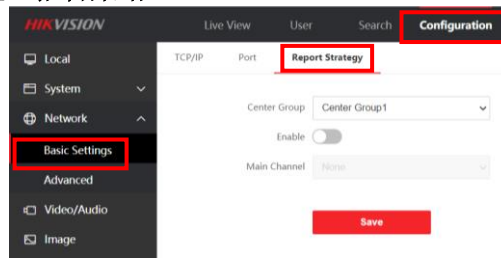 HIKVISION Live View User Search Configuration
Local TCP/IP Port Report Strategy
System
Center Group Center Group1
Network
Enable
Basic Settings
Main Channel None
Advanced
Video/Audio
Save
Image